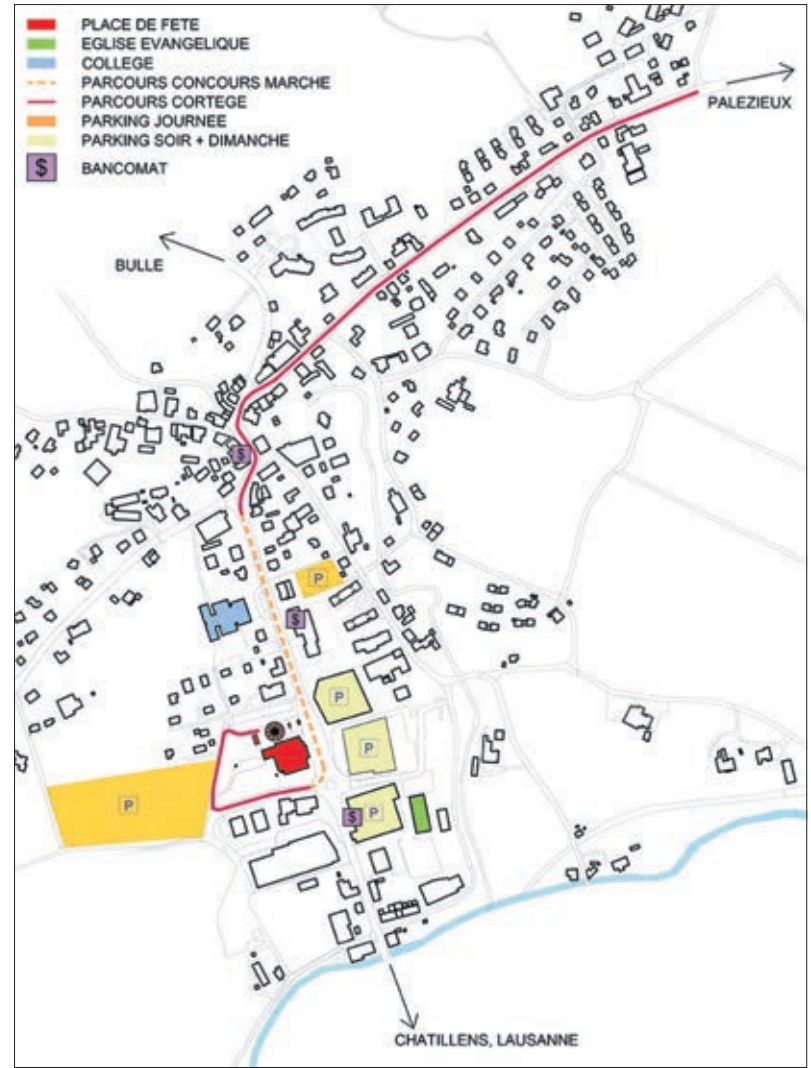 PLACE DE FETE
EGLISE EVANGELIQUE
COLLEGE
PARCOURS CONCOURS MARCHE
PARCOURS CORTEGE
PARKING JOURNEE
PARKING SOIR + DIMANCHE
$ BANCOMAT
PALEZIEUX
BULLE
$
P
$
P
P
P
$ P
CHATILLENS, LAUSANNE